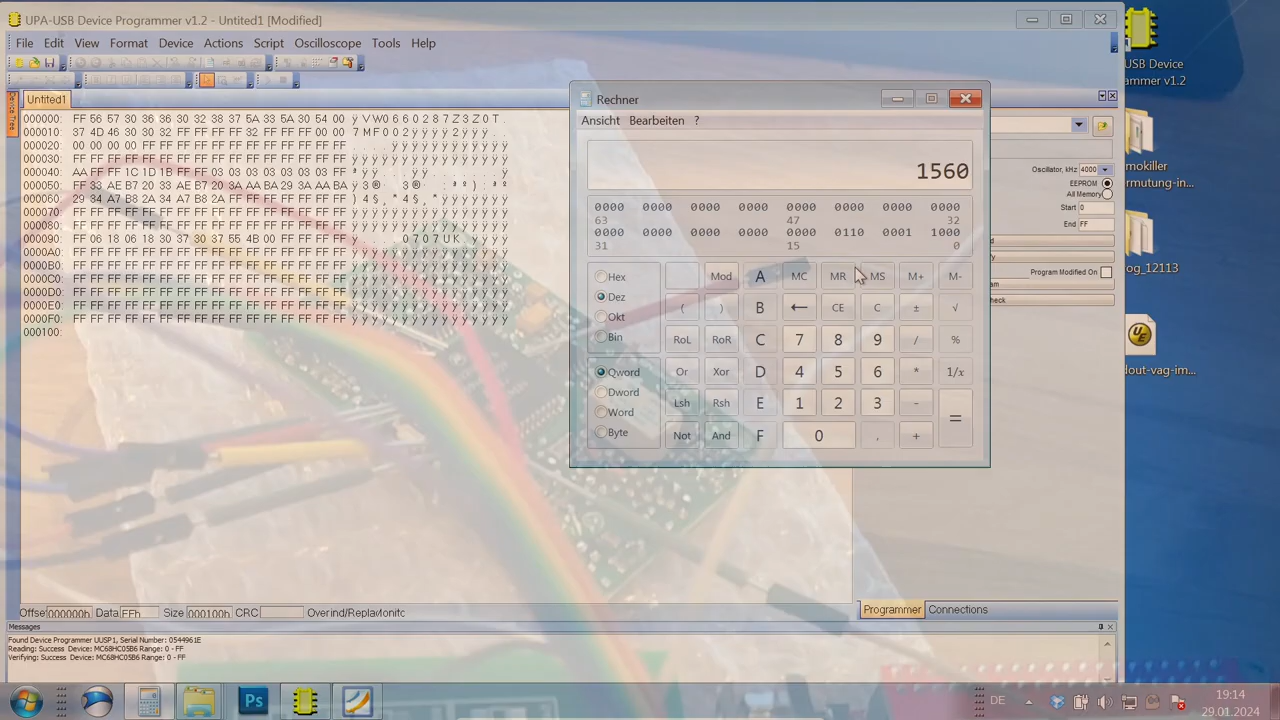 UPA-USB Device Programmer v1.2 - Untited1 [Modified]
File Edit View Format Device Actions Script Oscilloscope Tools Help
Untited1
Device Tree
000000: FF 56 57 30 36 30 36 30
000010: 37 4D 46 30 30 33 32 FF FF FF FF 32 FF FF FF FF
000020: 00 00 00 00 FF FF FF FF FF FF FF FF FF FF FF FF
000030: FF FF FF FF FF FF FF FF FF FF FF FF FF FF FF FF
000040: AA FF FF 1C 1D 1B FF FF
000050: FF 33 AE B7 20 33 AE B7 20 3A AA BA 29 3A AA BA
000060: 29 34 A7 B8 2A 34 A7 B8 2A FF FF FF FF FF FF FF
000070: FF FF FF FF FF FF FF FF FF FF FF FF FF FF FF FF
000080: FF FF FF FF FF FF FF FF FF FF FF FF FF FF FF FF
000090: FF 06 18 06 18 30 37 30 37 55 4B 00 FF FF FF FF
0000A0: FF FF FF FF FF FF FF FF FF FF FF FF FF FF FF FF
0000B0: FF FF FF FF FF FF FF FF FF FF FF FF FF FF FF FF
0000C0: FF FF FF FF FF FF FF FF FF FF FF FF FF FF FF FF
0000D0: FF FF FF FF FF FF FF FF FF FF FF FF FF FF FF FF
0000E0: FF FF FF FF FF FF FF FF FF FF FF FF FF FF FF FF
0000F0: FF FF FF FF FF FF FF FF FF FF FF FF FF FF FF FF
000100:
Rechner
Ansicht Bearbeiten ?
1560
0000 0000 0000 0000 0000 0000 0000 0000
63 47 32
0000 0000 0000 0000 0000 0110 0001 1000
31 15 0
Hex Mod A MC MR MS M+ M-
Dez ( ) B ← CE C ± √
Okt
Bin RoL RoR C 7 8 9 / %
Qword Or Xor D 4 5 6 * 1/x
Dword Lsh Rsh E 1 2 3 - =
Word
Byte Not And F 0 , +
Oscillator, kHz 4000
EEPROM
All Memory
Start 0
End FF
Program Modified On
USB Device
ammer v1.2
mokiller
ermutung-in...
og_12113
UE
dout-vag-im...
Offse 000000h Data FFh Size 000100h CRC
Programmer Connections
Messages
Found Device Programmer UUSP1, Serial Number: 0544961E
Reading: Success Device: MC68HC05B6 Range: 0 - FF
Verifying: Success Device: MC68HC05B6 Range: 0 - FF
Ps
DE
19:14
29.01.2024